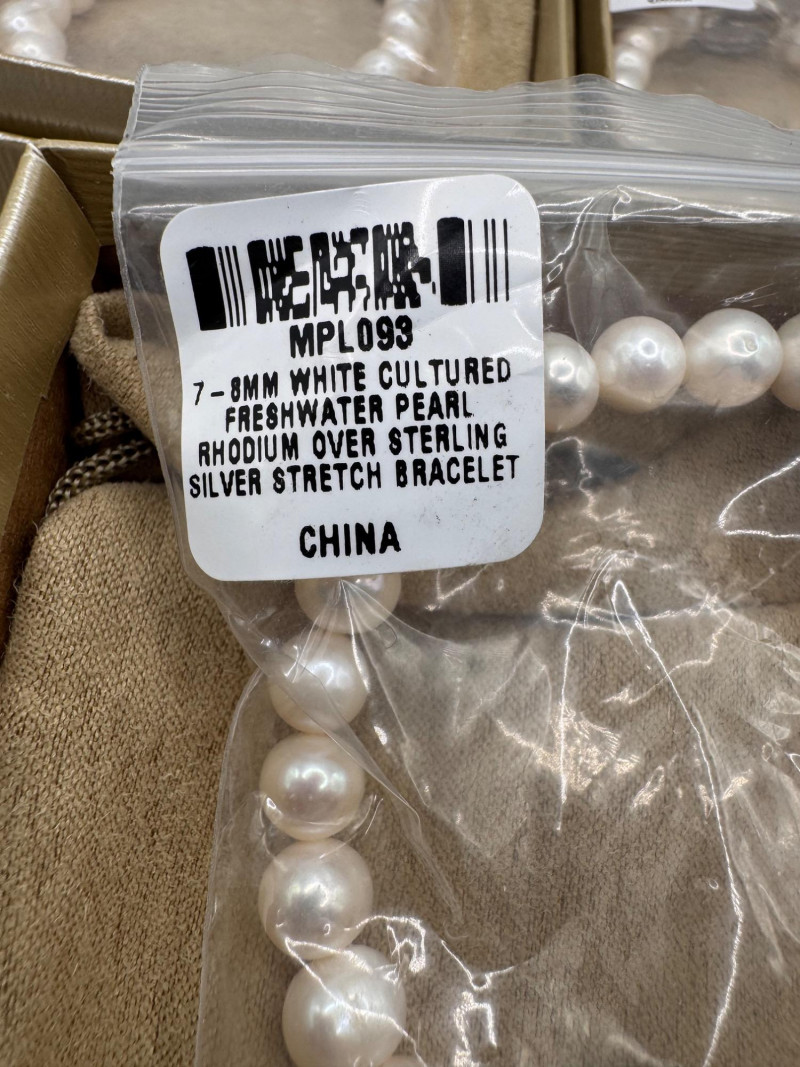 MPL093
7-8MM WHITE CULTURED
FRESHWATER PEARL
RHODIUM OVER STERLING
SILVER STRETCH BRACELET
CHINA